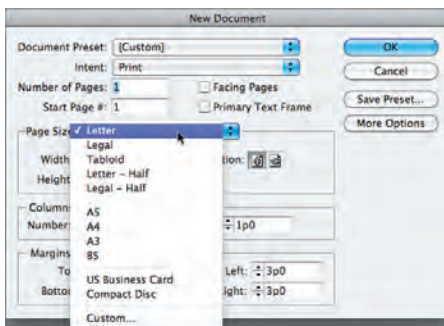 New Document
Document Preset: [Custom]
OK
Intent: Print
Cancel
Number of Pages: 1
Facing Pages
Save Preset...
Start Page #: 1
Primary Text Frame
More Options
Page Siz ✓ Letter
Legal
Width
tion:
Tabloid
Letter – Half
Height
Legal – Half
Column
A5
Number:
A4
1p0
A3
Margins
B5
To
US Business Card
Left: 3p0
Botto
Compact Disc
ight: 3p0
Custom...